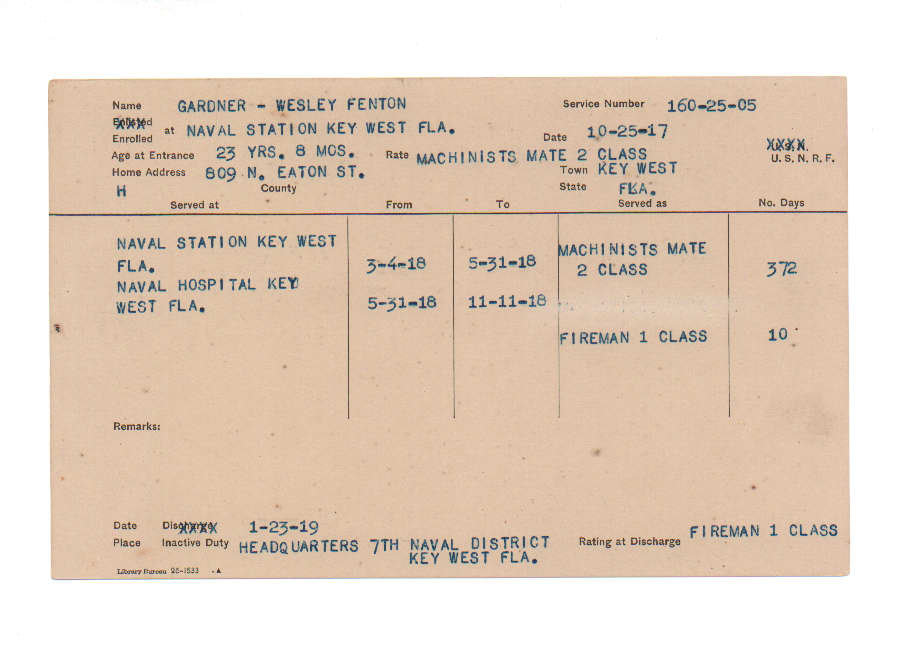 Name GARDNER - WESLEY FENTON Service Number 160-25-05
Enlisted XXX
Enrolled at NAVAL STATION KEY WEST FLA. Date 10-25-17
XXXX
Age at Entrance 23 YRS. 8 MOS. Rate MACHINISTS MATE 2 CLASS U. S. N. R. F.
Home Address 809 N. EATON ST. Town KEY WEST
H County State FLA.
Served at From To Served as No. Days
NAVAL STATION KEY WEST MACHINISTS MATE
FLA. 3-4-18 5-31-18 2 CLASS 372
NAVAL HOSPITAL KEY
WEST FLA. 5-31-18 11-11-18
FIREMAN 1 CLASS 10
Remarks:
Date Discharge XXXX 1-23-19
Place Inactive Duty HEADQUARTERS 7TH NAVAL DISTRICT Rating at Discharge FIREMAN 1 CLASS
KEY WEST FLA.
Library Bureau 28-1533